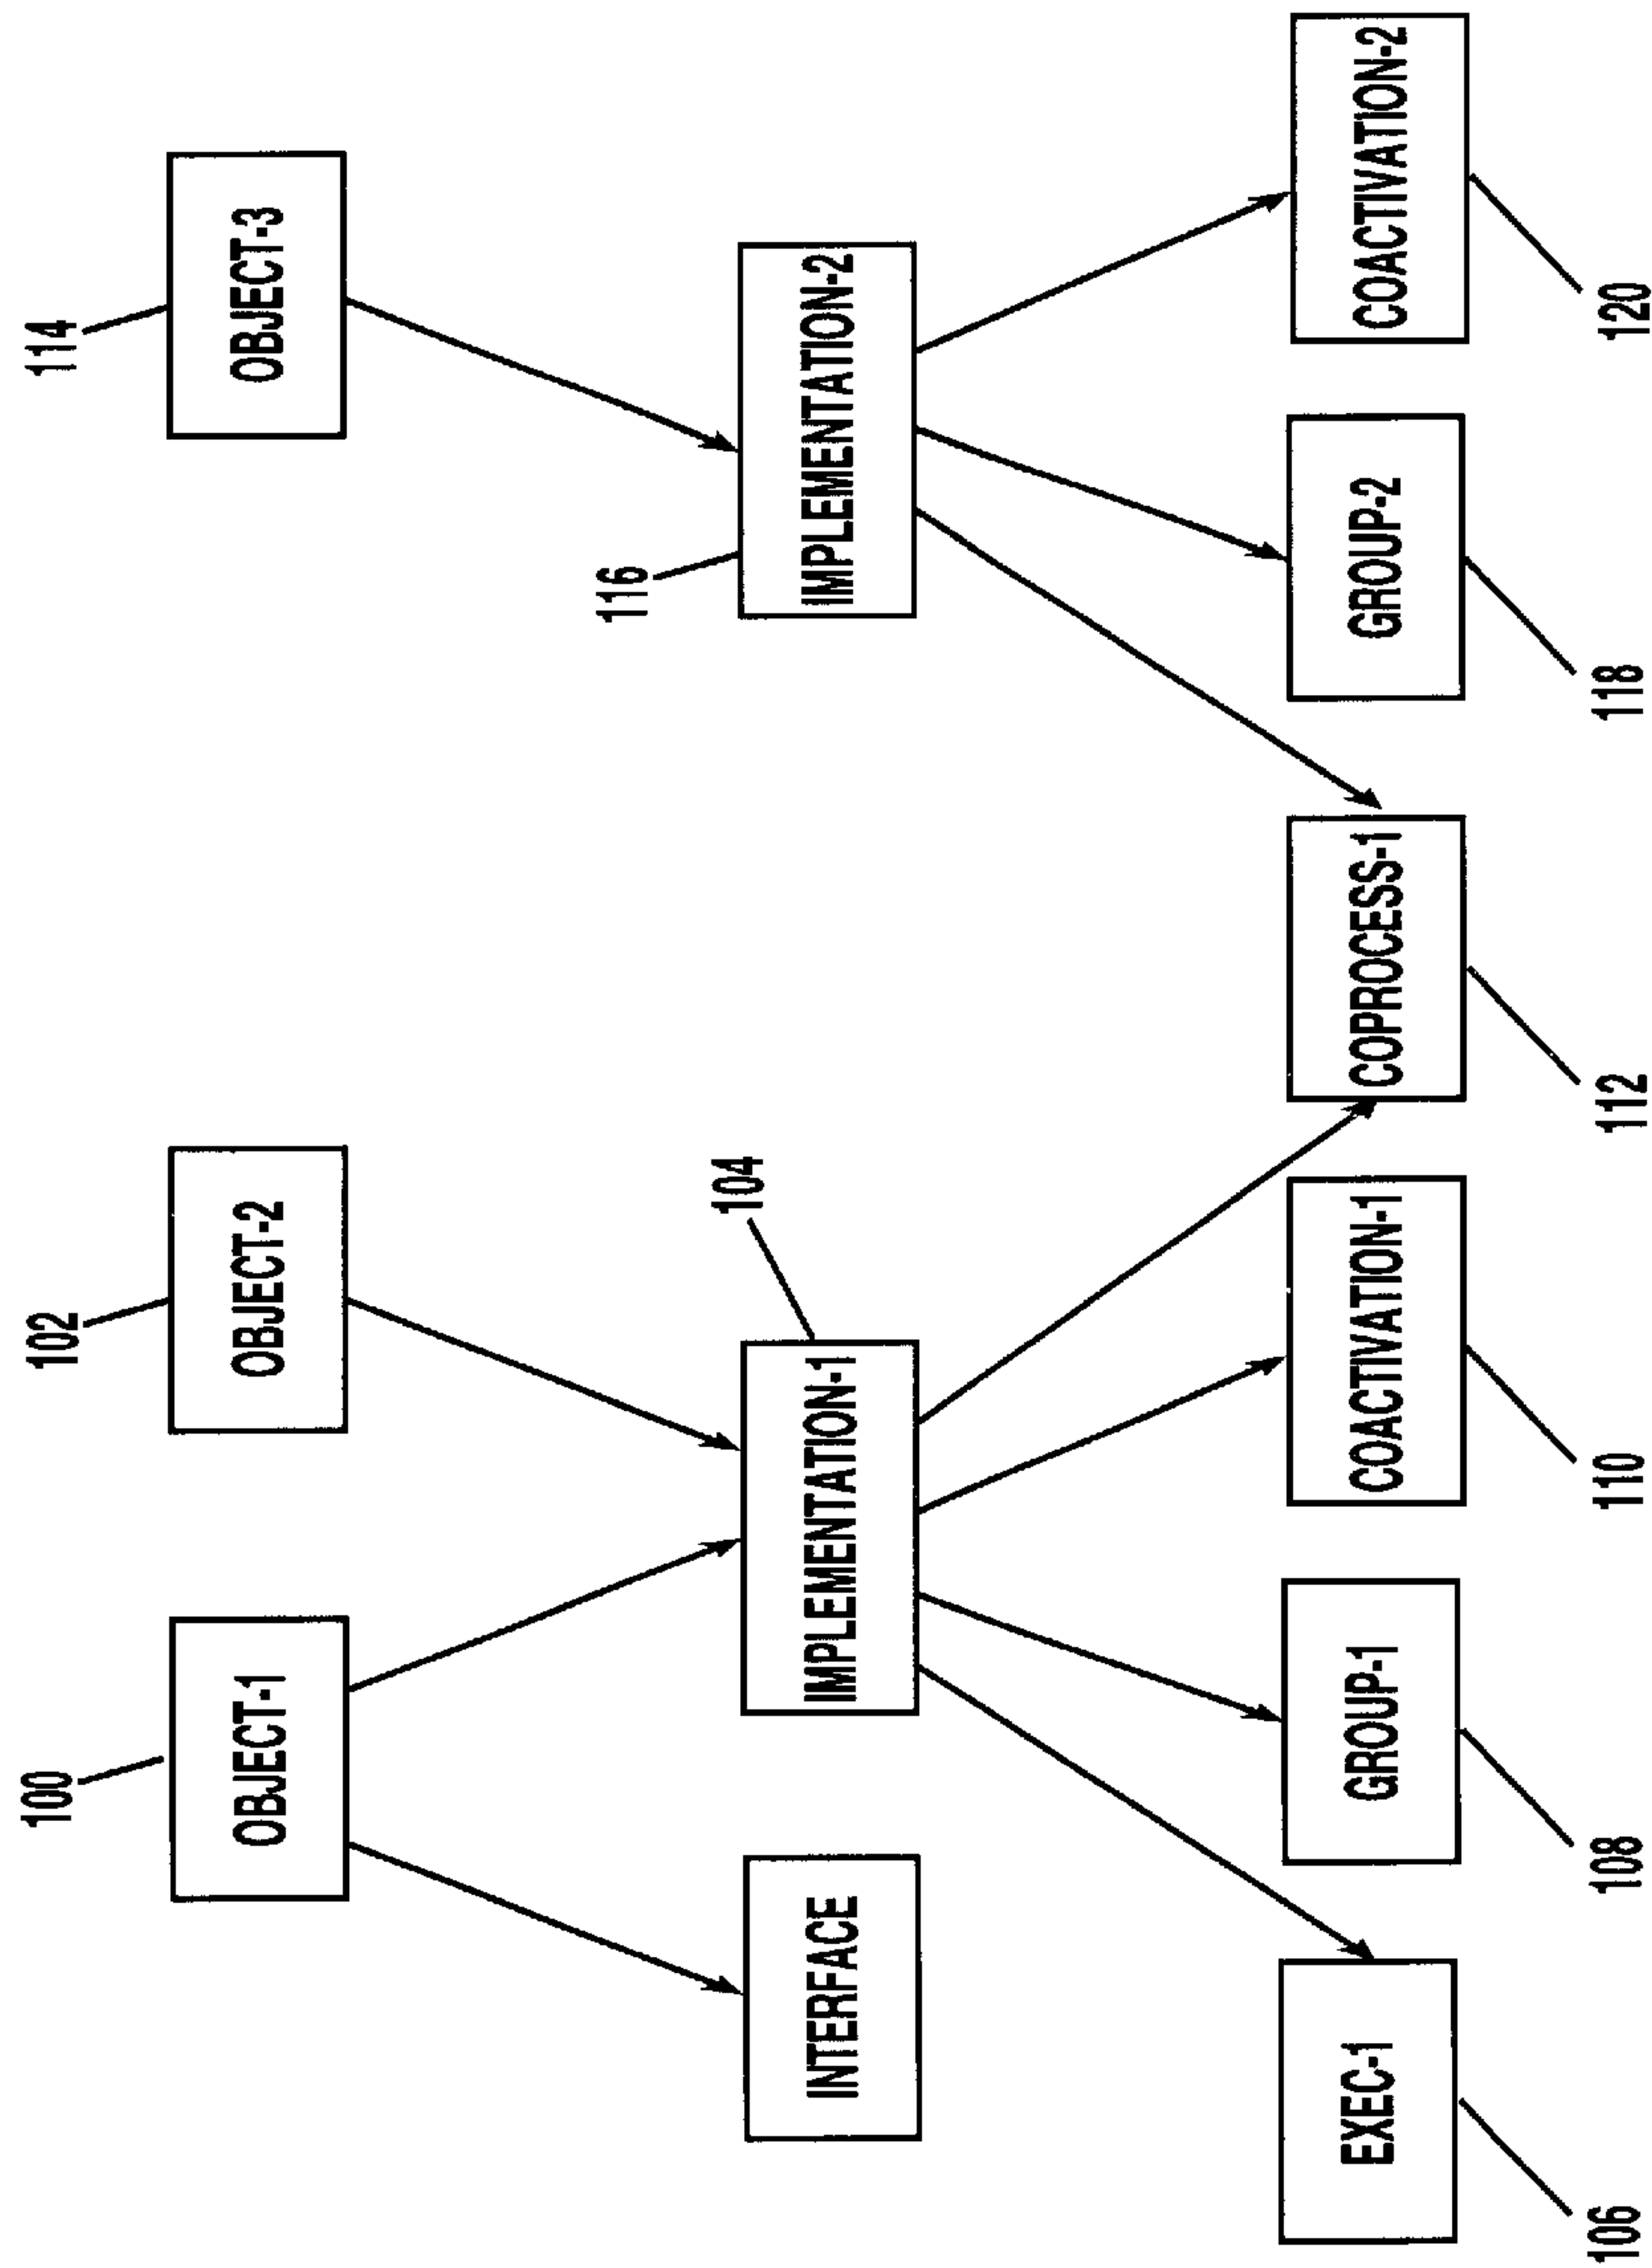 100
102
114
OBJECT-1
OBJECT-2
OBJECT-3
104
116
INTERFACE
IMPLEMENTATION-1
IMPLEMENTATION-2
EXEC-1
GROUP-1
COACTIVATION-1
COPROCESS-1
GROUP-2
COACTIVATION-2
106
108
110
112
118
120